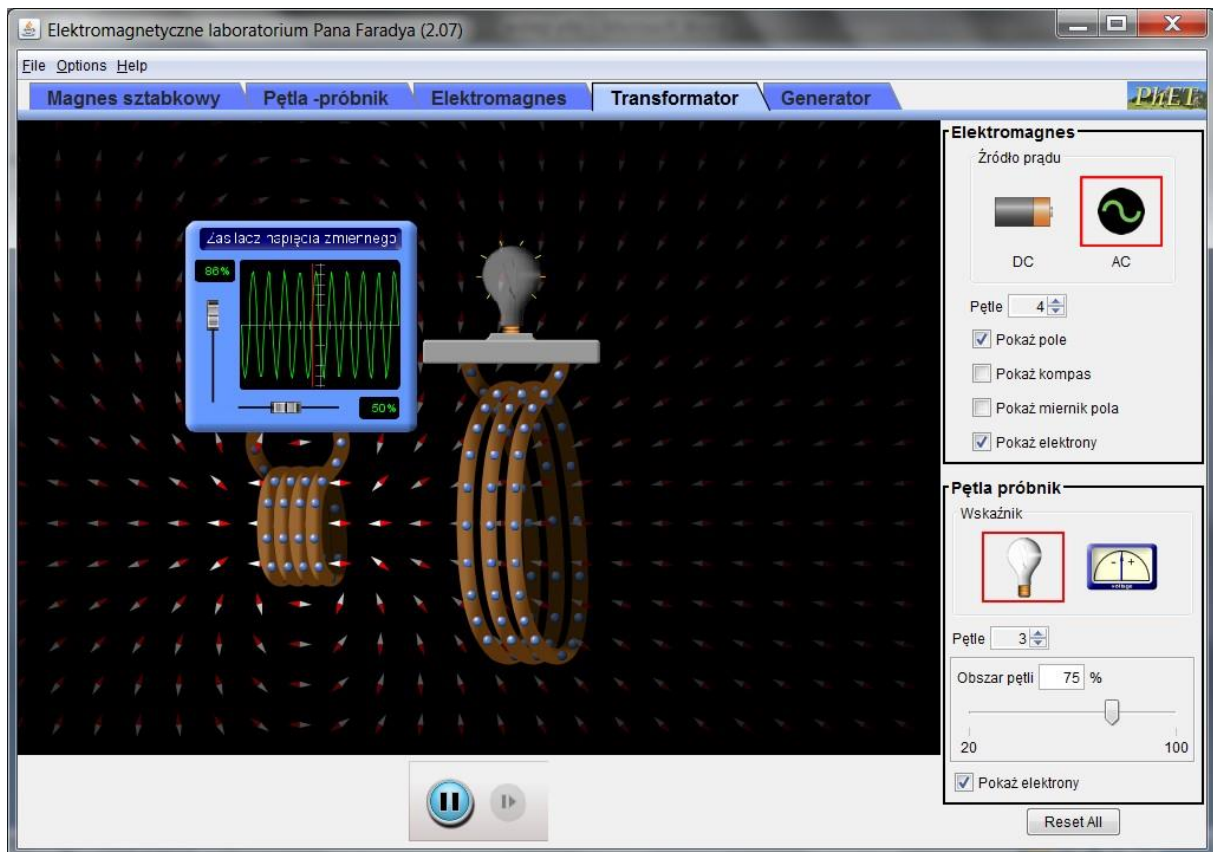 Elektromagnetyczne laboratorium Pana Faradya (2.07)
File Options Help
Magnes sztabkowy Pętla -próbnik Elektromagnes Transformator Generator
PhET
Zasilacz napięcia zmiennego
86%
50%
Elektromagnes
Źródło prądu
DC AC
Pętle 4
Pokaż pole
Pokaż kompas
Pokaż miernik pola
Pokaż elektrony
Pętla próbnik
Wskaźnik
- +
voltage
Pętle 3
Obszar pętli 75 %
20 100
Pokaż elektrony
Reset All